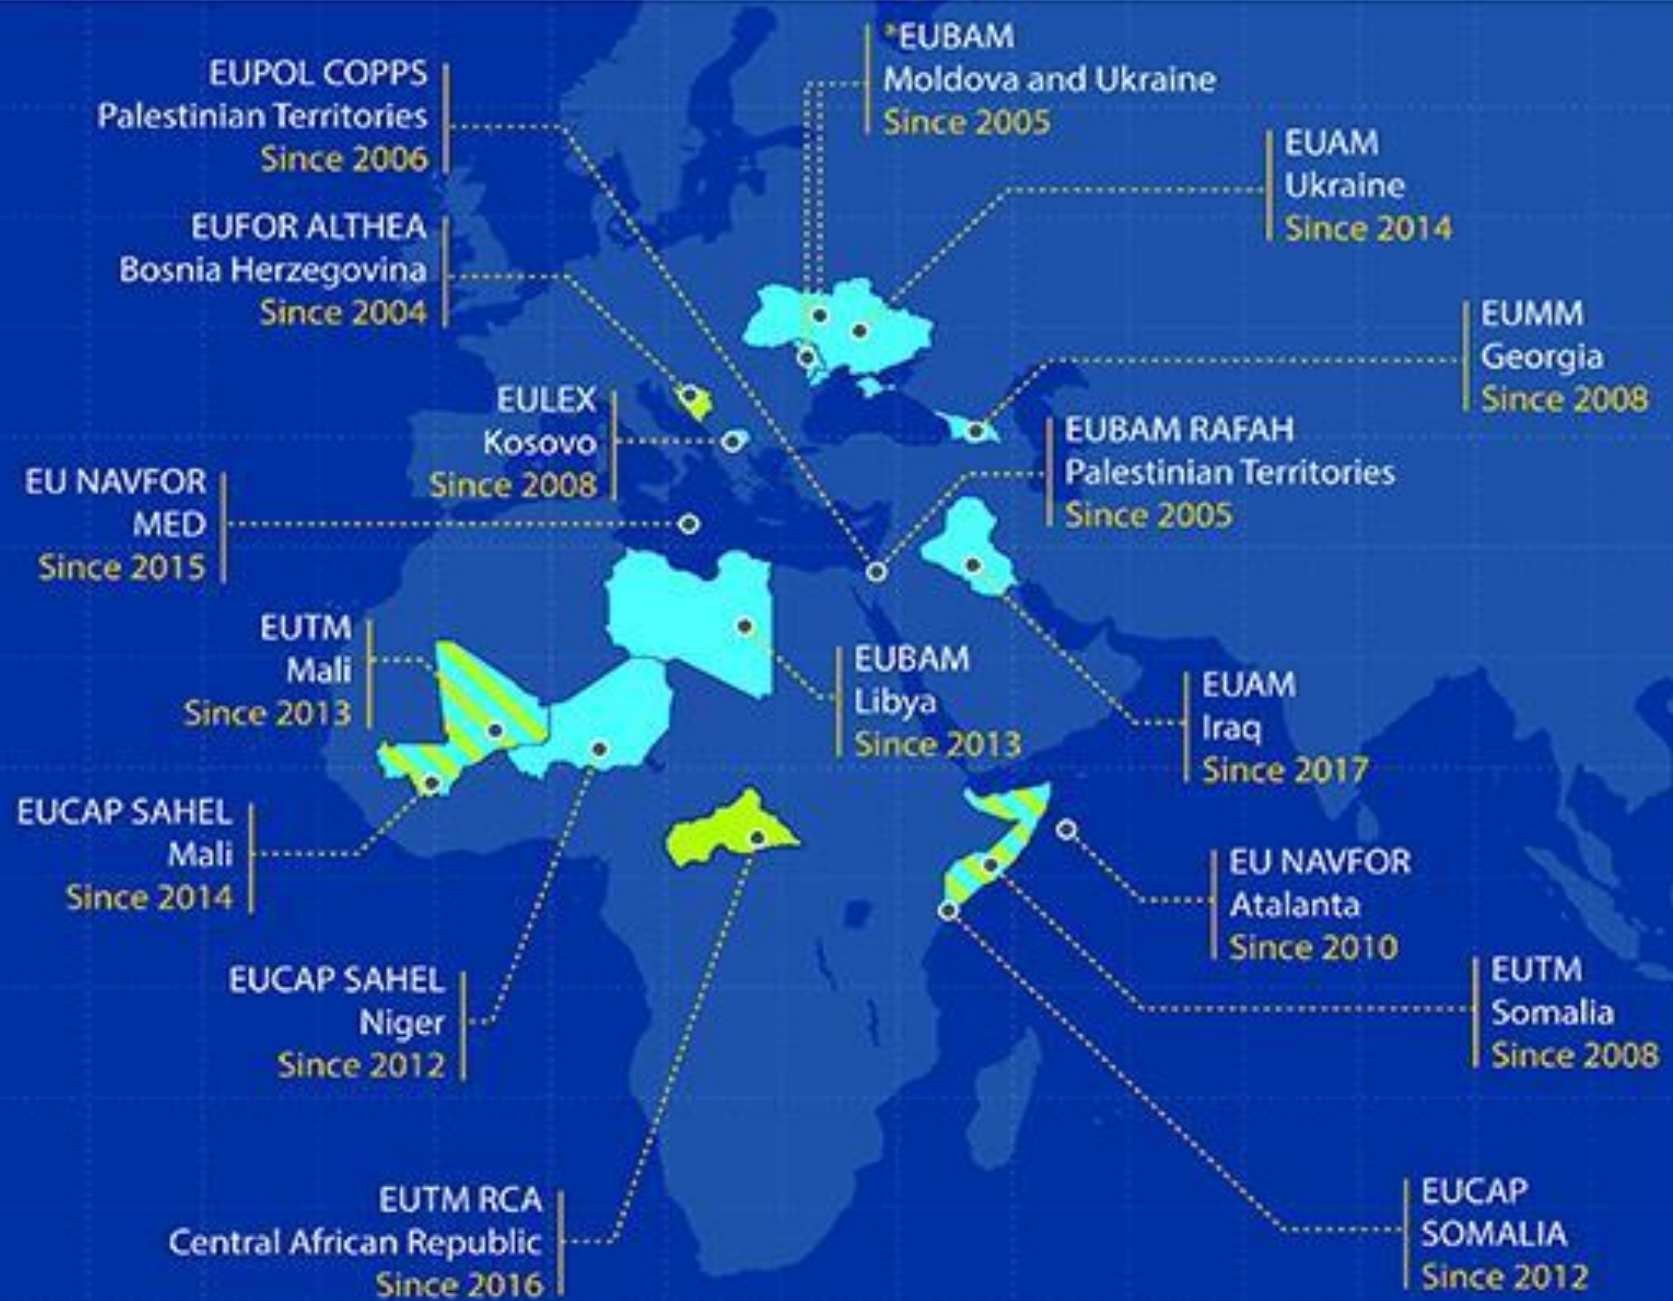 *EUBAM
Moldova and Ukraine
Since 2005
EUPOL COPPS
Palestinian Territories
Since 2006
EUAM
Ukraine
Since 2014
EUFOR ALTHEA
Bosnia Herzegovina
Since 2004
EUMM
Georgia
Since 2008
EULEX
Kosovo
Since 2008
EUBAM RAFAH
Palestinian Territories
Since 2005
EU NAVFOR
MED
Since 2015
EUTM
Mali
Since 2013
EUBAM
Libya
Since 2013
EUAM
Iraq
Since 2017
EUCAP SAHEL
Mali
Since 2014
EU NAVFOR
Atalanta
Since 2010
EUCAP SAHEL
Niger
Since 2012
EUTM
Somalia
Since 2008
EUTM RCA
Central African Republic
Since 2016
EUCAP
SOMALIA
Since 2012